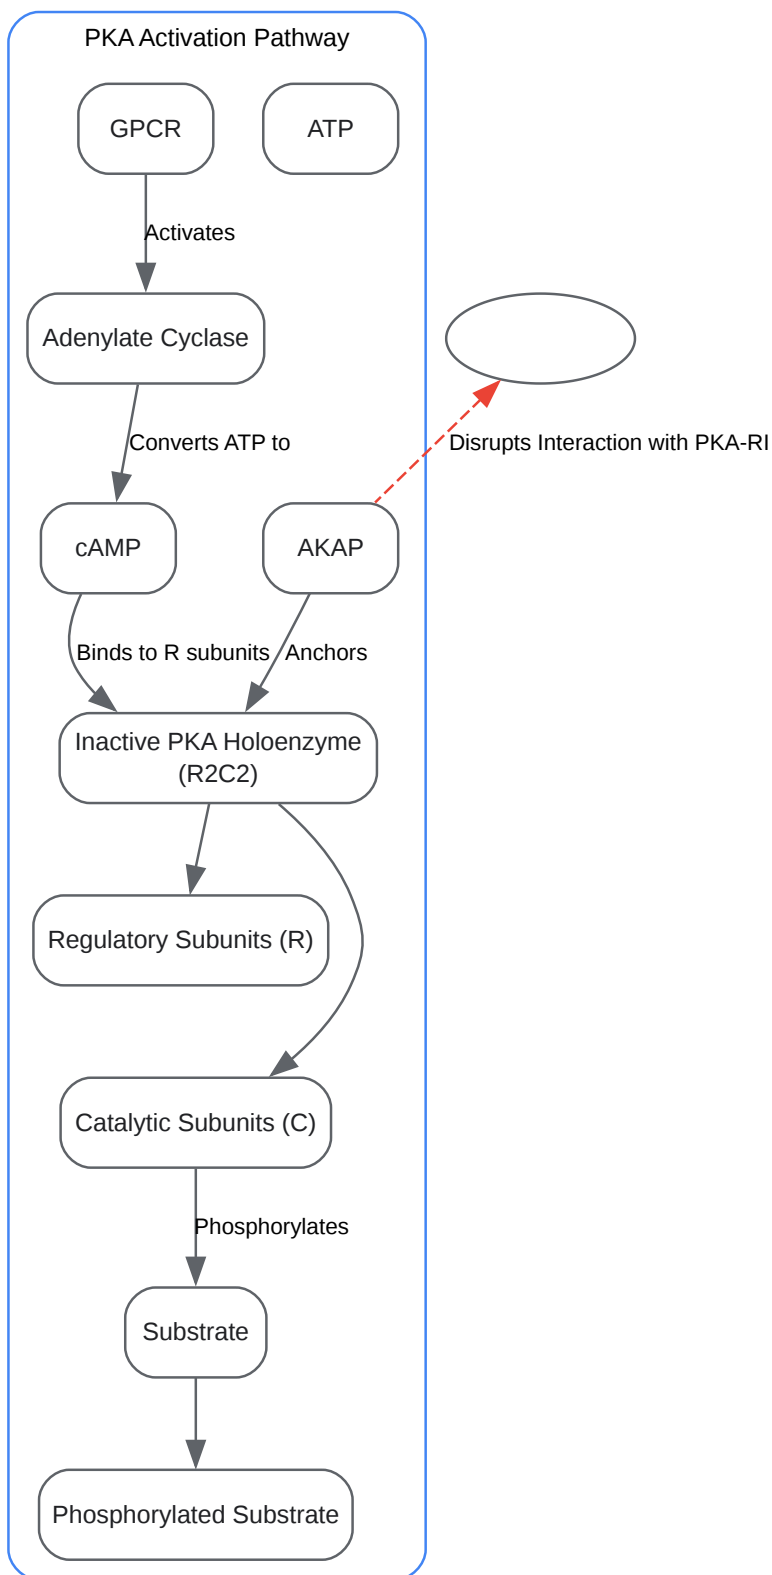 PKA Activation Pathway
GPCR
ATP
Activates
Adenylate Cyclase
Converts ATP to
Disrupts Interaction with PKA-RI
cAMP
AKAP
Binds to R subunits
Anchors
Inactive PKA Holoenzyme
(R2C2)
Regulatory Subunits (R)
Catalytic Subunits (C)
Phosphorylates
Substrate
Phosphorylated Substrate